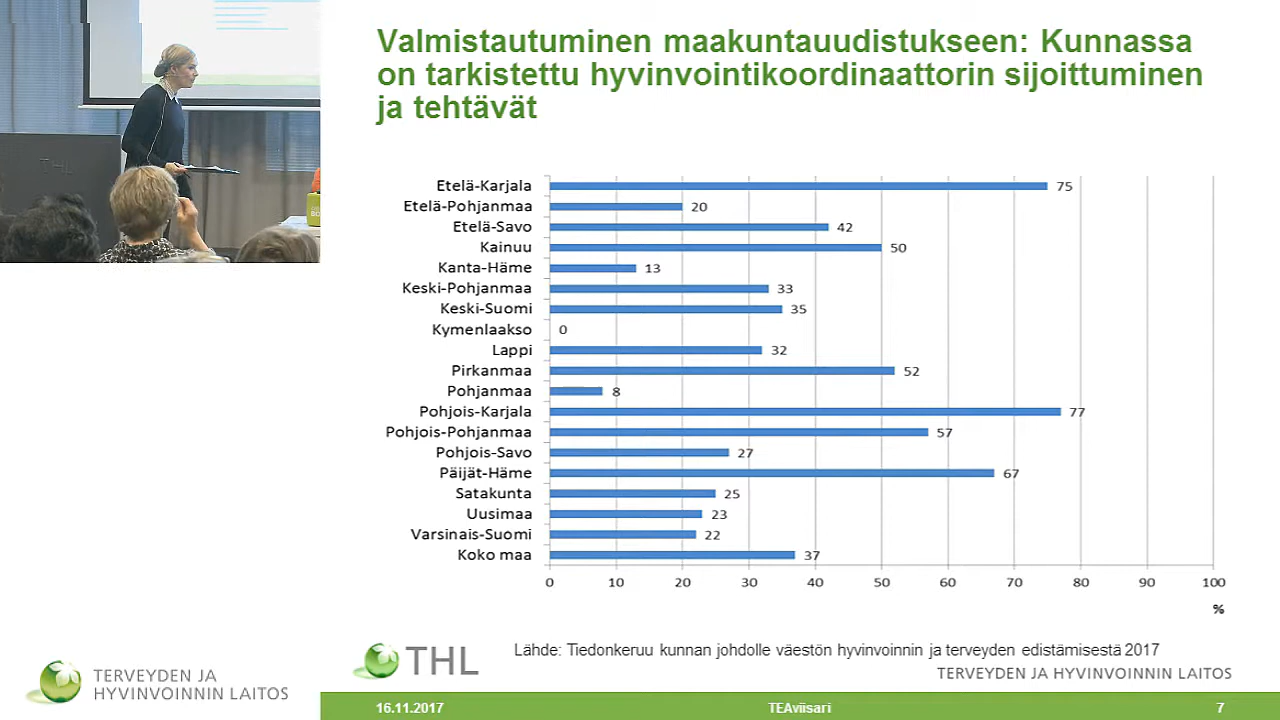 Valmistautuminen maakuntauudistukseen: Kunnassa
on tarkistettu hyvinvointikoordinaattorin sijoittuminen
ja tehtävät
Etelä-Karjala 75
Etelä-Pohjanmaa 20
Etelä-Savo 42
Kainuu 50
Kanta-Häme 13
Keski-Pohjanmaa 33
Keski-Suomi 35
Kymenlaakso 0
Lappi 32
Pirkanmaa 52
Pohjanmaa 8
Pohjois-Karjala 77
Pohjois-Pohjanmaa 57
Pohjois-Savo 27
Päijät-Häme 67
Satakunta 25
Uusimaa 23
Varsinais-Suomi 22
Koko maa 37
0 10 20 30 40 50 60 70 80 90 100
%
Lähde: Tiedonkeruu kunnan johdolle väestön hyvinvoinnin ja terveyden edistämisestä 2017
THL
TERVEYDEN JA HYVINVOINNIN LAITOS
TERVEYDEN JA
HYVINVOINNIN LAITOS
16.11.2017 TEAviisari 7